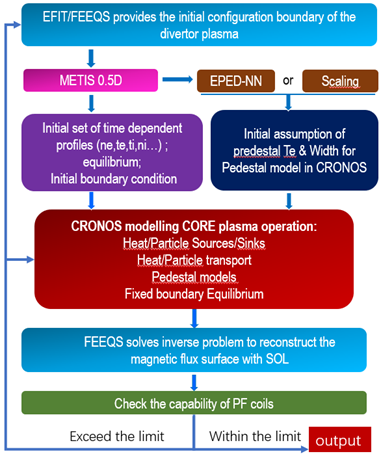 EFIT/FEEQS provides the initial configuration boundary of the
divertor plasma
METIS 0.5D
EPED-NN
or
Scaling
Initial set of time dependent
profiles (ne,te,ti,ni…) ;
equilibrium;
Initial boundary condition
Initial assumption of
predestal Te & Width for
Pedestal model in CRONOS
CRONOS modelling CORE plasma operation:
Heat/Particle Sources/Sinks
Heat/Particle transport
Pedestal models
Fixed boundary Equilibrium
FEEQS solves inverse problem to reconstruct the
magnetic flux surface with SOL
Check the capability of PF coils
Exceed the limit
Within the limit
output